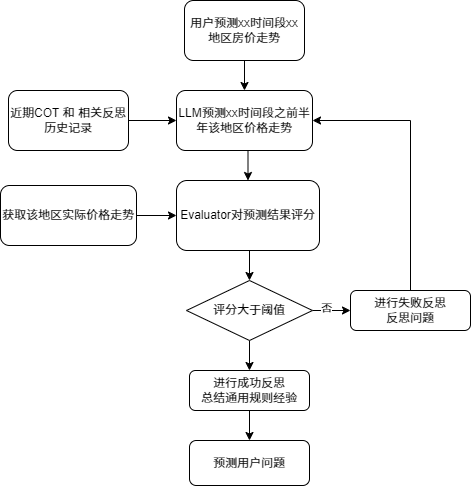 用户预测xx时间段xx
地区房价走势
近期COT 和 相关反思
历史记录
LLM预测xx时间段之前半
年该地区价格走势
获取该地区实际价格走势
Evaluator对预测结果评分
评分大于阈值
否
进行失败反思
反思问题
进行成功反思
总结通用规则经验
预测用户问题